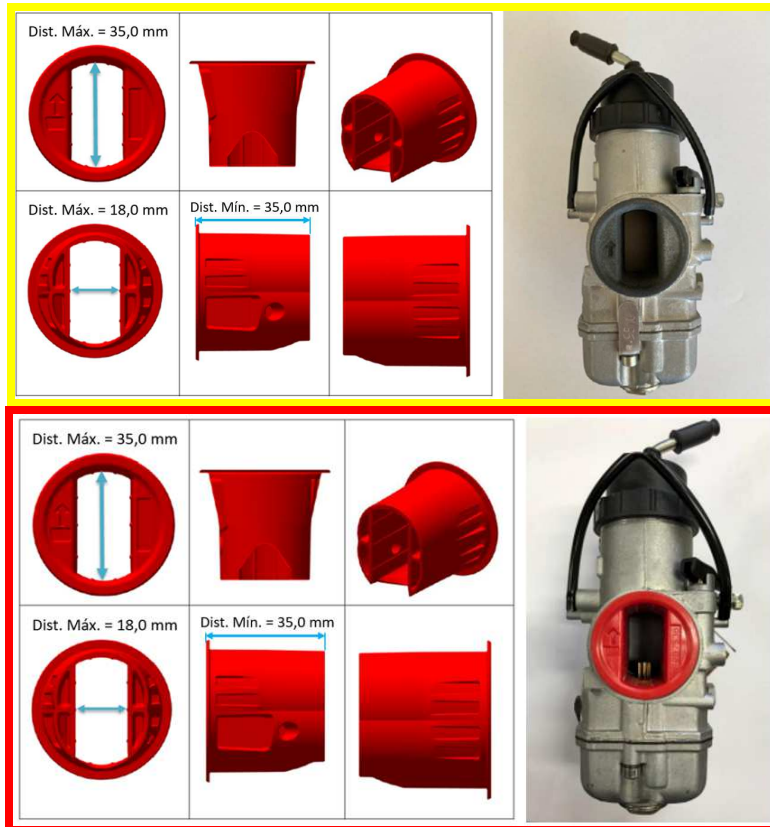 Dist. Máx. = 35,0 mm
Dist. Máx. = 18,0 mm
Dist. Mín. = 35,0 mm
Dist. Máx. = 35,0 mm
Dist. Máx. = 18,0 mm
Dist. Mín. = 35,0 mm